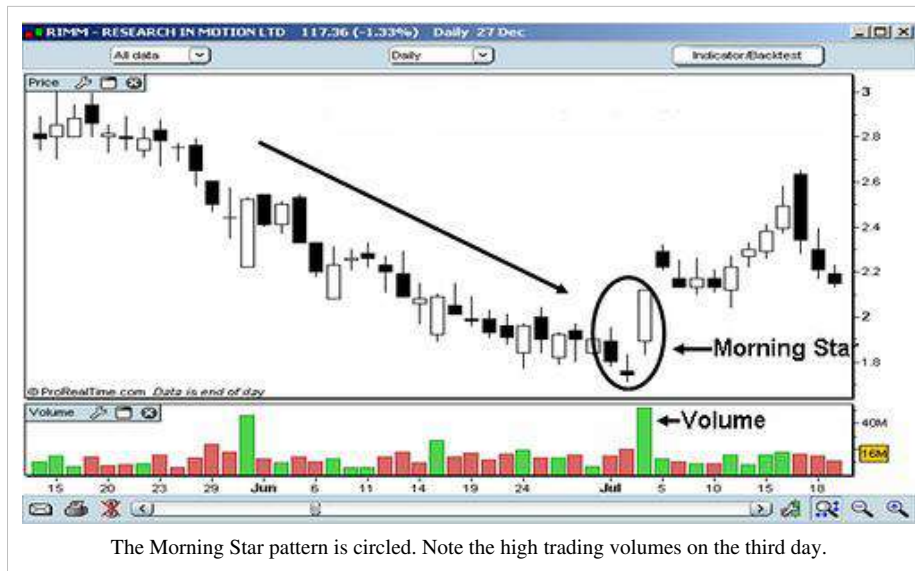 RIMM - RESEARCH IN MOTION LTD 117.36 (-1.33%) Daily 27 Dec
All data Daily Indicator/Backtest
Price
3
2.8
2.6
2.4
2.2
2
Morning Star
1.8
© ProRealTime.com Data is end of day
Volume
Volume
40M
16M
15 20 23 29 Jun 6 11 14 19 24 Jul 5 10 15 18
The Morning Star pattern is circled. Note the high trading volumes on the third day.